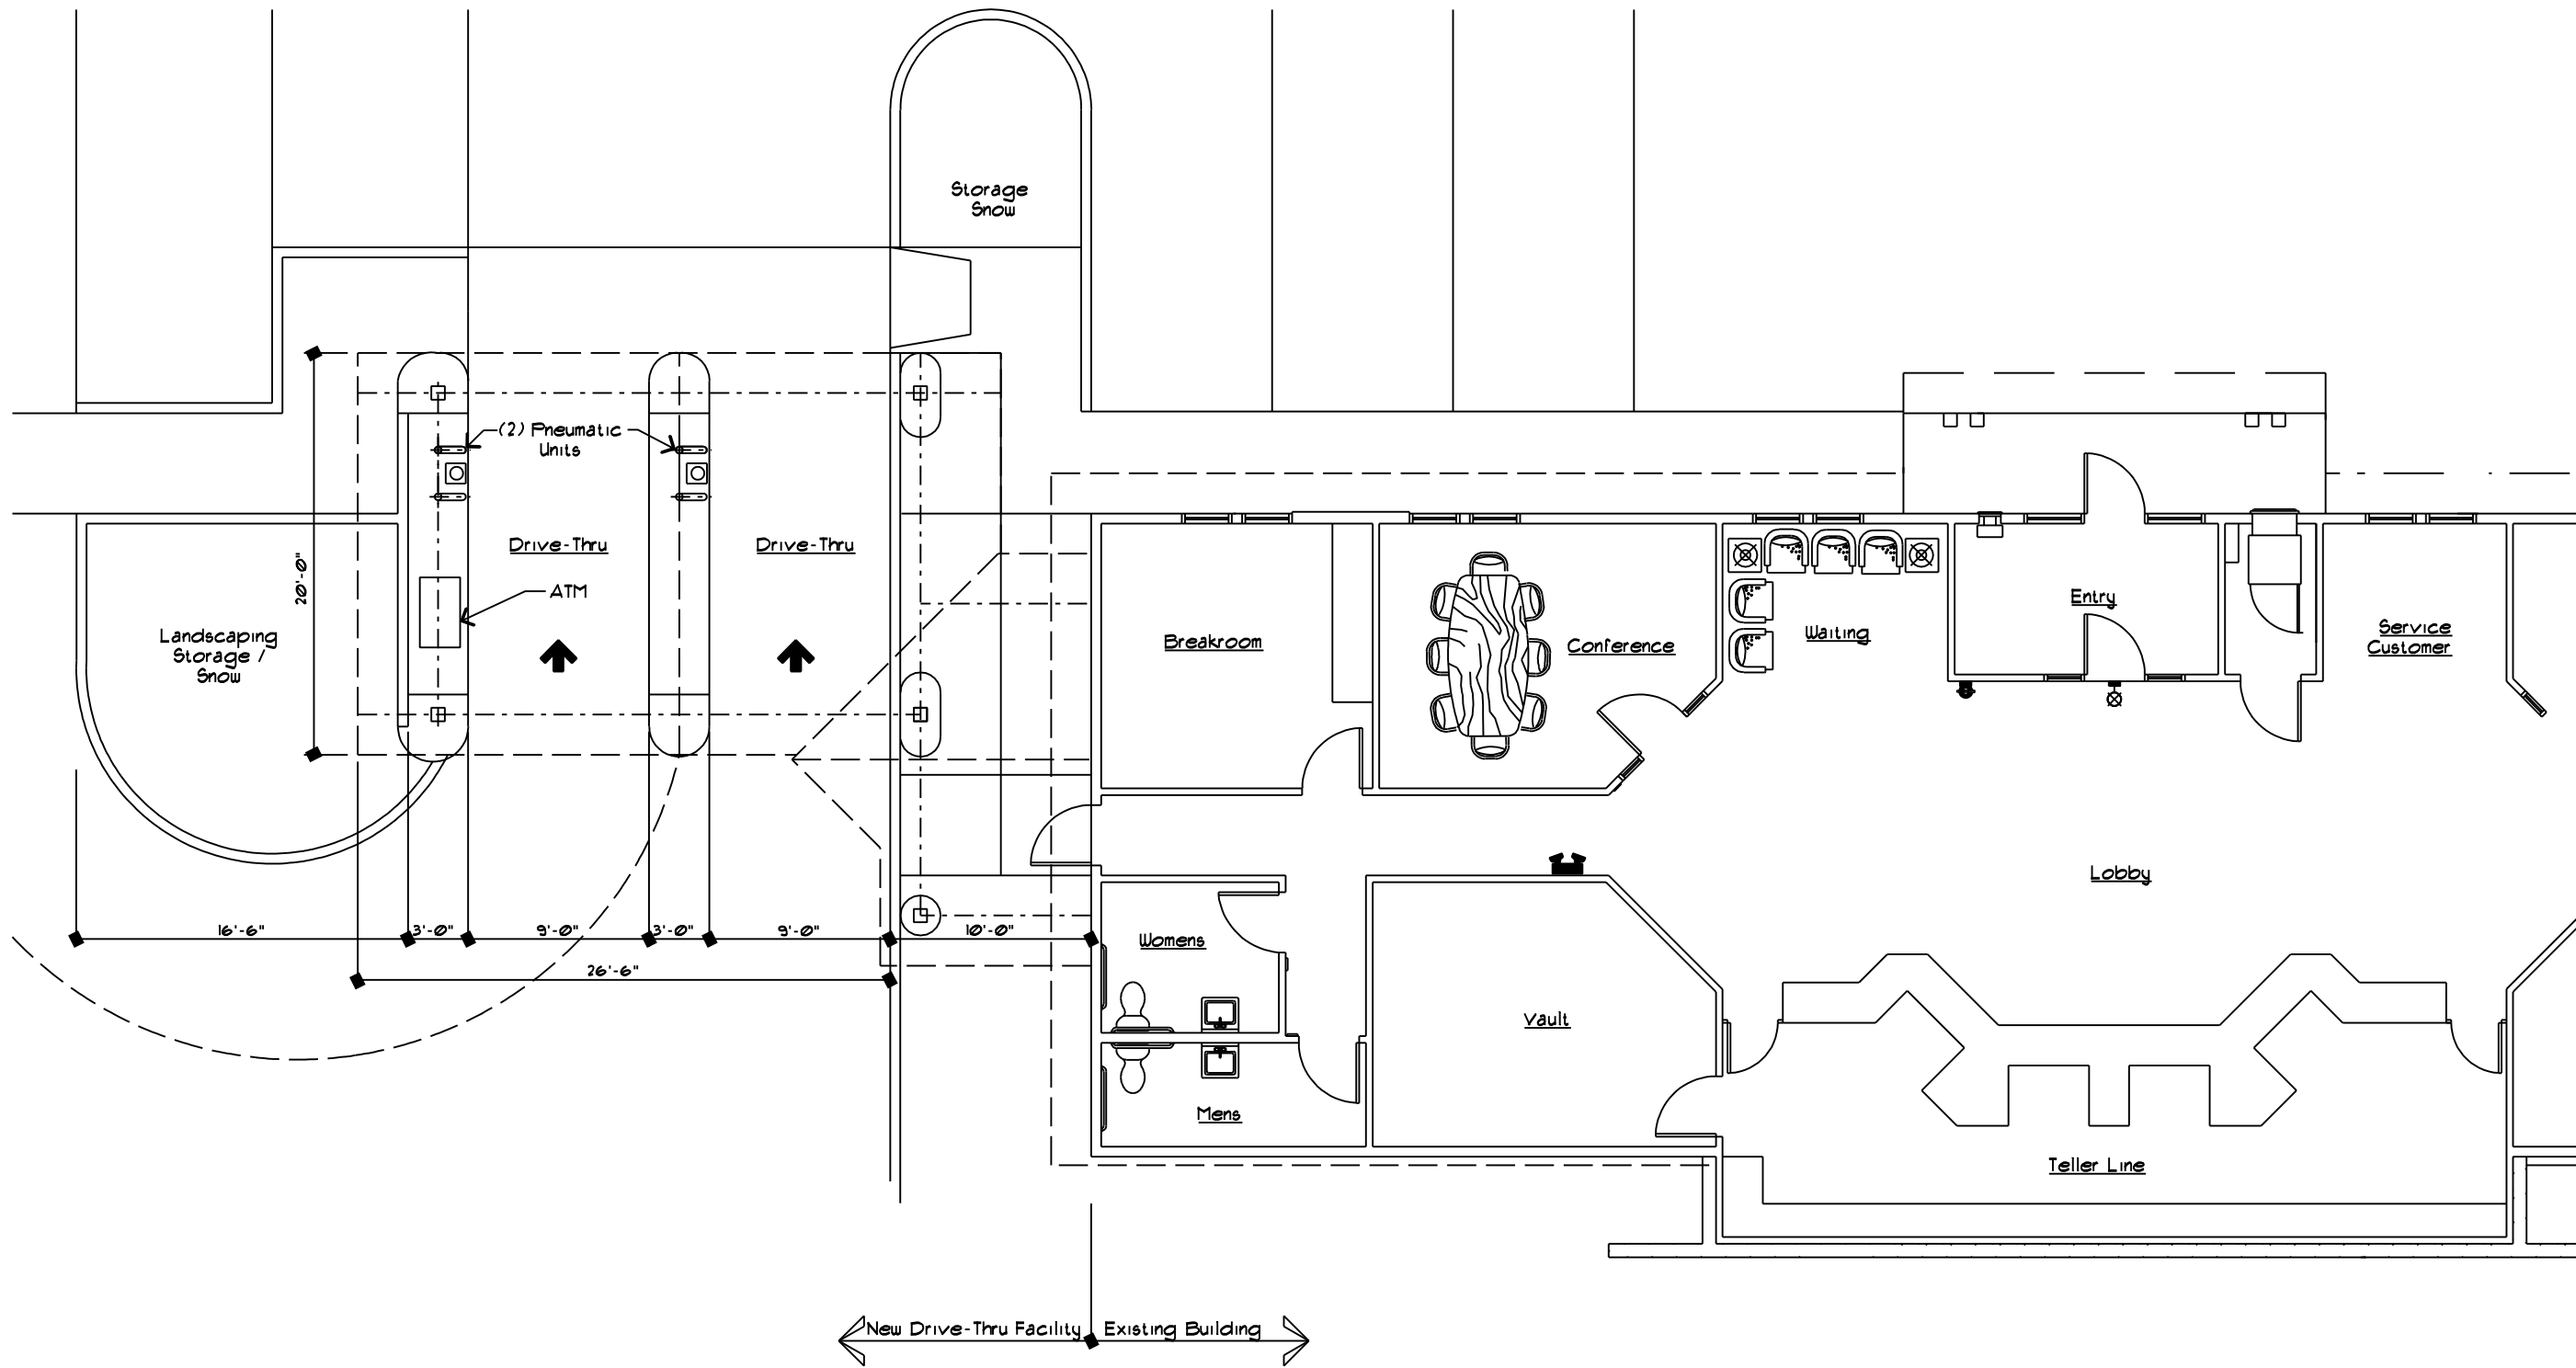 Storage
Snow
(2) Pneumatic
Units
Drive-Thru
Drive-Thru
20'-0"
ATM
Landscaping
Storage /
Snow
Breakroom
Conference
Waiting
Entry
Service
Customer
Lobby
16'-6"
3'-0"
9'-0"
3'-0"
9'-0"
10'-0"
26'-6"
Womens
Vault
Mens
Teller Line
New Drive-Thru Facility
Existing Building